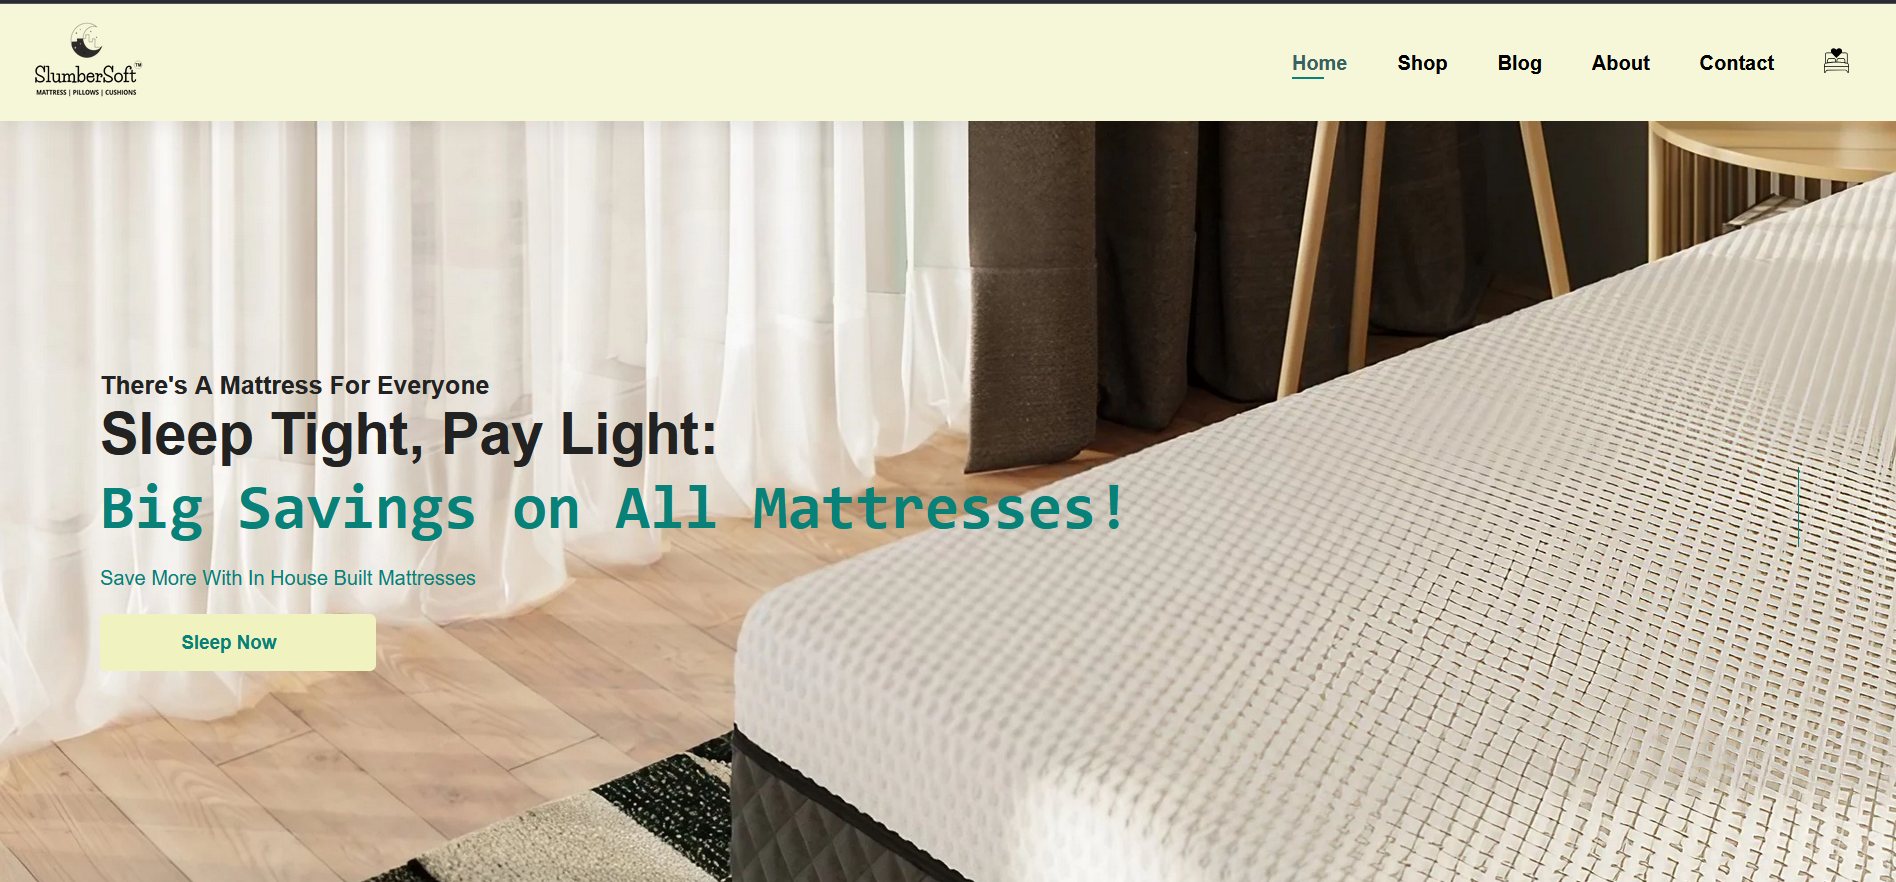 SlumberSoft™
MATTRESS | PILLOWS | CUSHIONS
Home
Shop
Blog
About
Contact
There's A Mattress For Everyone
Sleep Tight, Pay Light:
Big Savings on All Mattresses!
Save More With In House Built Mattresses
Sleep Now